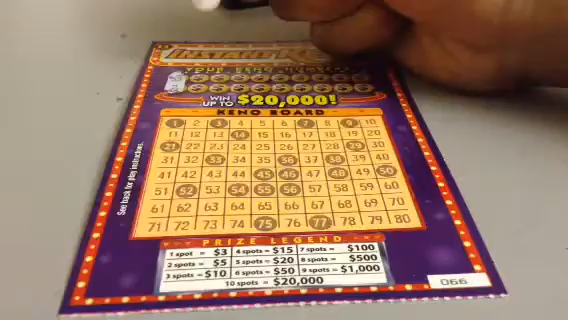 YOUR KENO
WIN
UP TO $20,000!
KENO BOARD
1 2 3 4 5 6 7 8 9 10
11 12 13 14 15 16 17 18 19 20
21 22 23 24 25 26 27 28 29 30
31 32 33 34 35 36 37 38 39 40
41 42 43 44 45 46 47 48 49 50
51 52 53 54 55 56 57 58 59 60
61 62 63 64 65 66 67 68 69 70
71 72 73 74 75 76 77 78 79 80
See back for play instructions.
PRIZE LEGEND
1 spot = $3 4 spots = $15 7 spots = $100
2 spots = $5 5 spots = $20 8 spots = $500
3 spots = $10 6 spots = $50 9 spots = $1,000
10 spots = $20,000
066